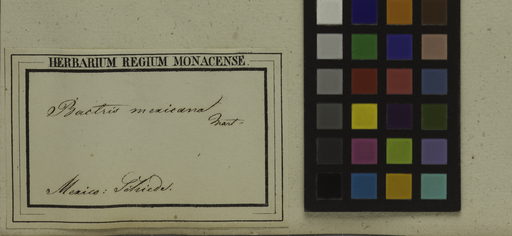 HERBARIUM REGIUM MONACENSE.
Bactris mexicana
Mart.
Mexico: Schiede.